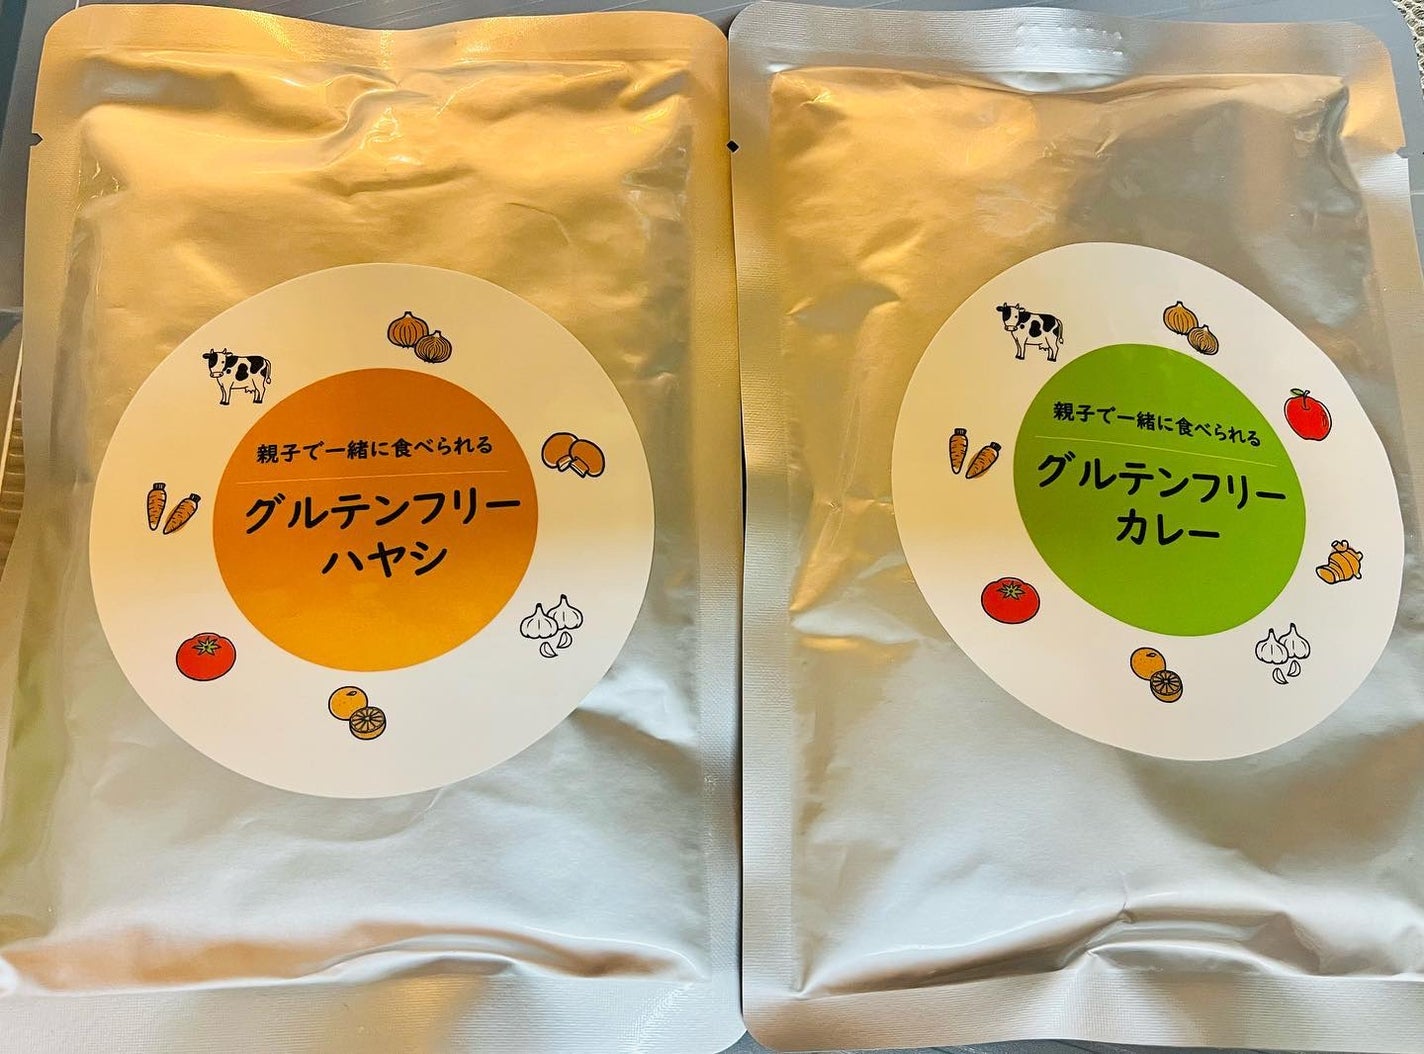 親子で一緒に食べられる
グルテンフリー
ハヤシ
親子で一緒に食べられる
グルテンフリー
カレー